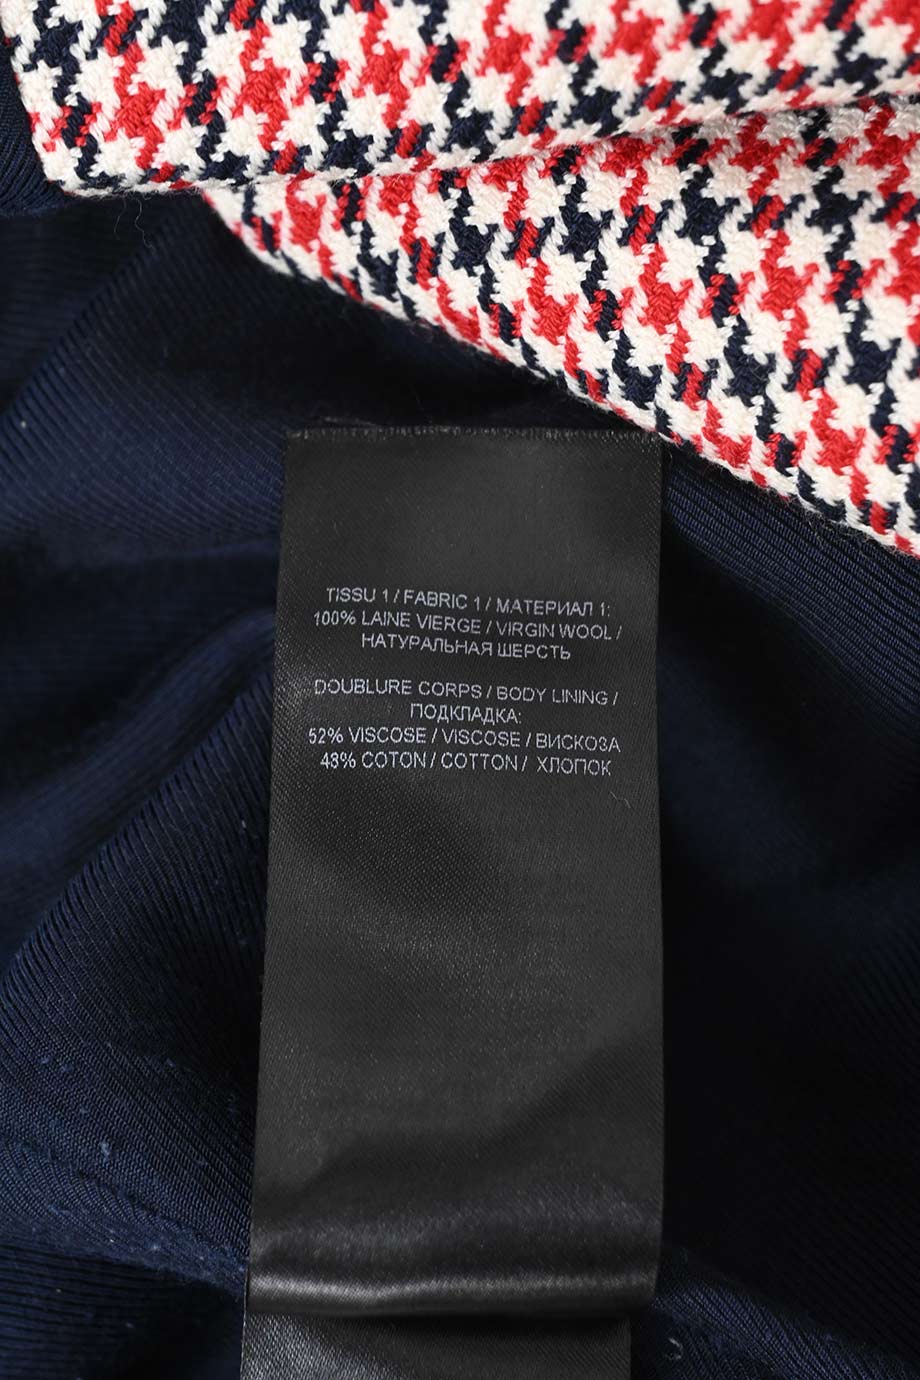 TISSU 1 / FABRIC 1 / МАТЕРИАЛ 1:
100% LAINE VIERGE / VIRGIN WOOL /
НАТУРАЛЬНАЯ ШЕРСТЬ
DOUBLURE CORPS / BODY LINING /
ПОДКЛАДКА:
52% VISCOSE / VISCOSE / ВИСКОЗА
48% COTON / COTTON / ХЛОПОК